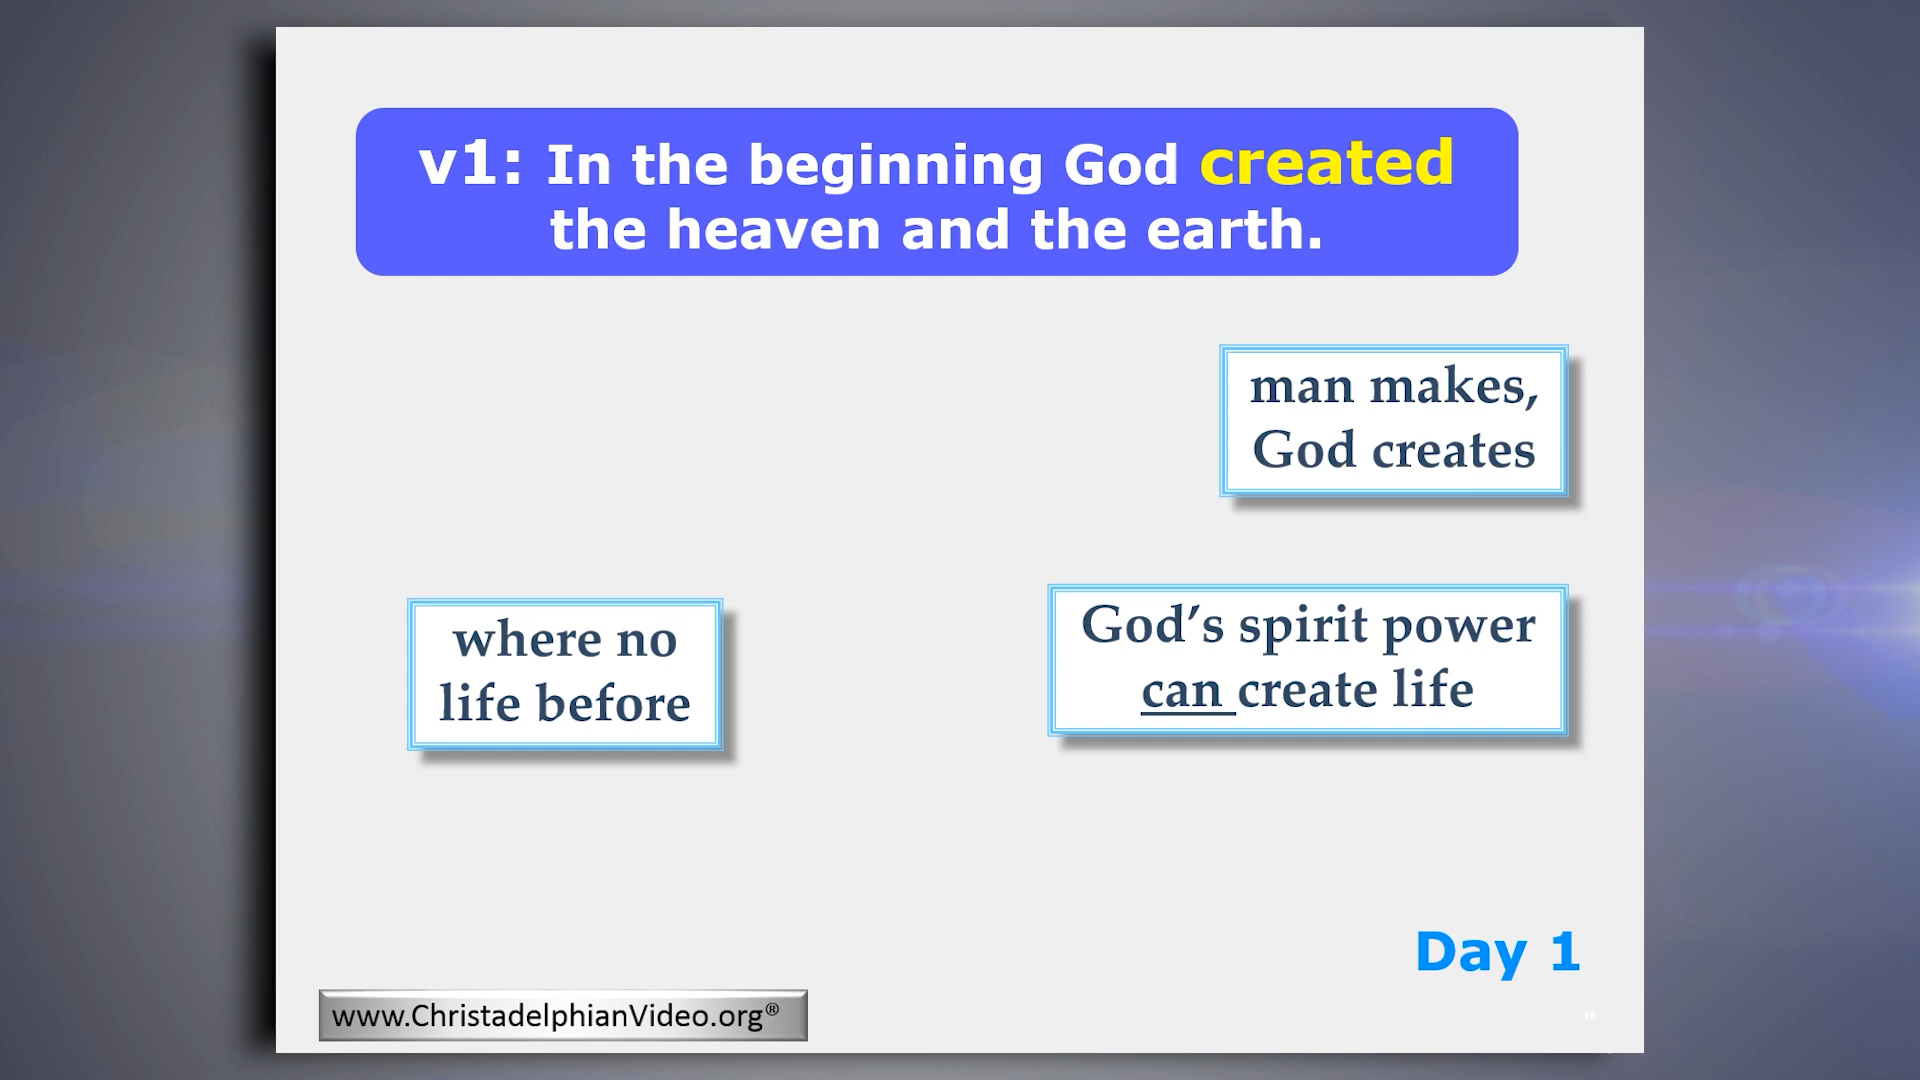 v1: In the beginning God created
the heaven and the earth.
man makes,
God creates
where no
life before
God’s spirit power
can create life
Day 1
www.ChristadelphianVideo.org®